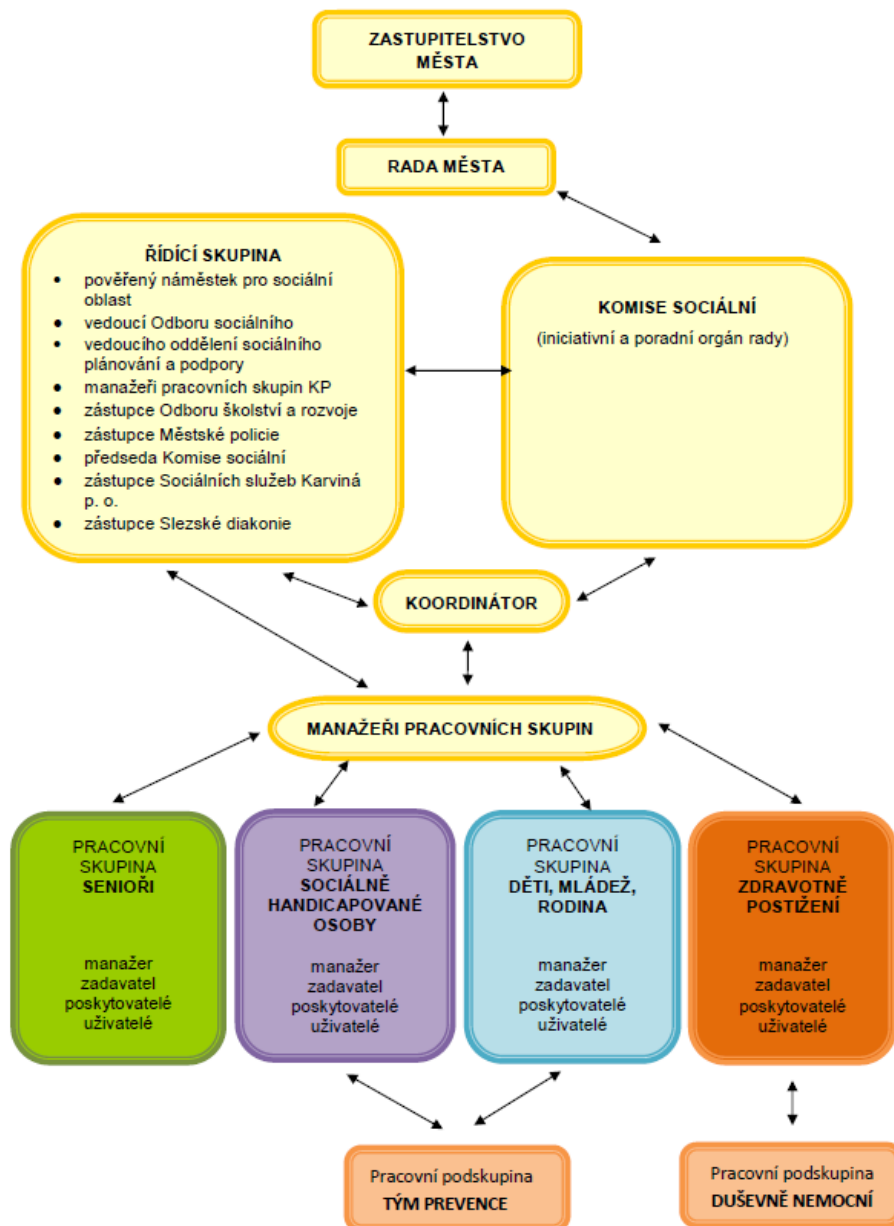 ZASTUPITELSTVO
MĚSTA
RADA MĚSTA
ŘÍDÍCÍ SKUPINA
• pověřený náměstek pro sociální
oblast
• vedoucí Odboru sociálního
• vedoucího oddělení sociálního
plánování a podpory
• manažeři pracovních skupin KP
• zástupce Odboru školství a rozvoje
• zástupce Městské policie
• předseda Komise sociální
• zástupce Sociálních služeb Karviná
p. o.
• zástupce Slezské diakonie
KOMISE SOCIÁLNÍ
(iniciativní a poradní orgán rady)
KOORDINÁTOR
MANAŽEŘI PRACOVNÍCH SKUPIN
PRACOVNÍ
SKUPINA
SENIOŘI
manažer
zadavatel
poskytovatelé
uživatelé
PRACOVNÍ
SKUPINA
SOCIÁLNĚ
HANDICAPOVANÉ
OSOBY
manažer
zadavatel
poskytovatelé
uživatelé
PRACOVNÍ
SKUPINA
DĚTI, MLÁDEŽ,
RODINA
manažer
zadavatel
poskytovatelé
uživatelé
PRACOVNÍ
SKUPINA
ZDRAVOTNĚ
POSTIŽENÍ
manažer
zadavatel
poskytovatelé
uživatelé
Pracovní podskupina
TÝM PREVENCE
Pracovní podskupina
DUŠEVNĚ NEMOCNÍ